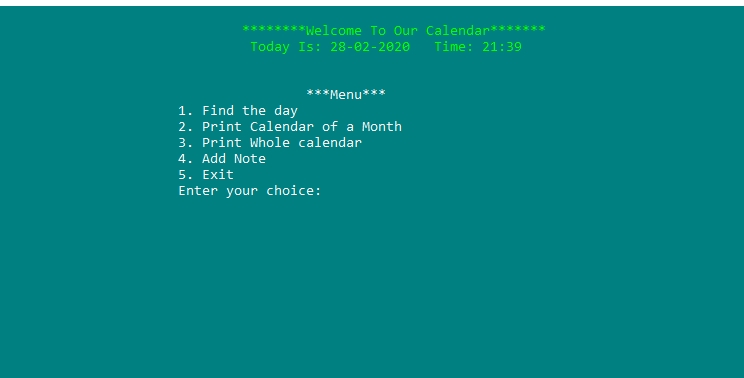 ********Welcome To Our Calendar*******
Today Is: 28-02-2020   Time: 21:39
***Menu***
1. Find the day
2. Print Calendar of a Month
3. Print Whole calendar
4. Add Note
5. Exit
Enter your choice: